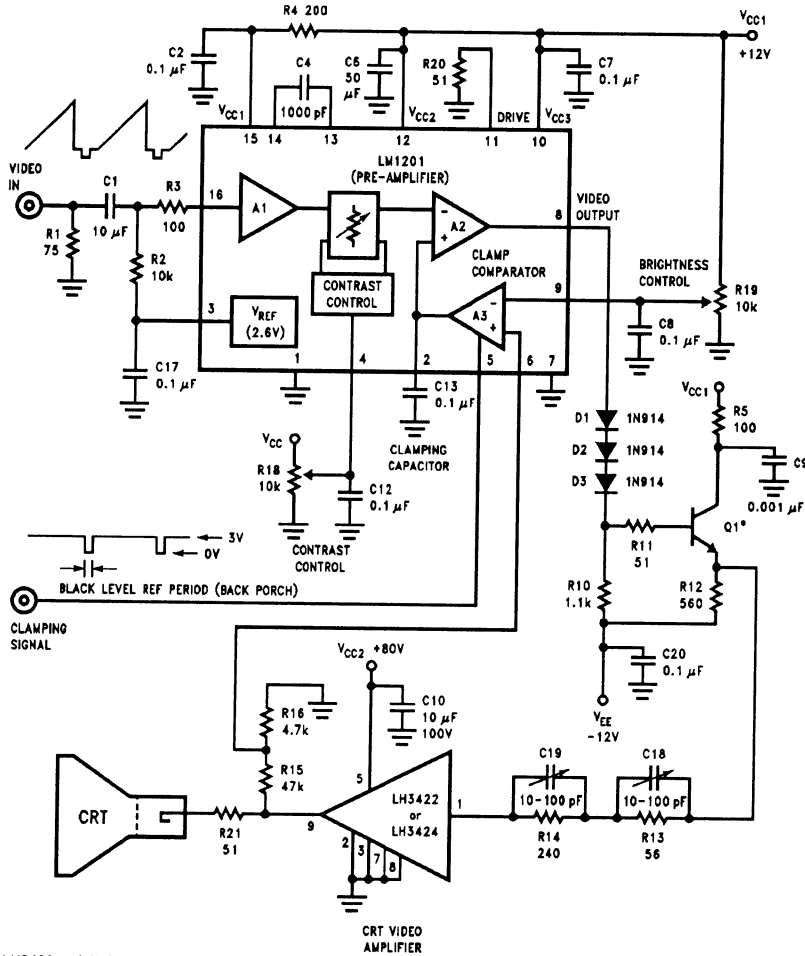 R4 200
VCC1
+12V
C2
0.1 µF
C4
1000 pF
C6
50
µF
R20
51
C7
0.1 µF
VCC1
VCC2
DRIVE
VCC3
15
14
13
12
11
10
LM1201
(PRE-AMPLIFIER)
VIDEO
IN
C1
10 µF
R3
100
16
A1
-
+
A2
8
VIDEO
OUTPUT
R1
75
R2
10k
CONTRAST
CONTROL
CLAMP
COMPARATOR
9
BRIGHTNESS
CONTROL
R19
10k
3
VREF
(2.6V)
A3
-
+
C8
0.1 µF
C17
0.1 µF
1
4
2
5
6
7
C13
0.1 µF
CLAMPING
CAPACITOR
VCC
R18
10k
C12
0.1 µF
CONTRAST
CONTROL
VCC1
R5
100
C9
0.001 µF
D1
1N914
D2
1N914
D3
1N914
Q1*
R11
51
R10
1.1k
R12
560
3V
0V
BLACK LEVEL REF PERIOD (BACK PORCH)
CLAMPING
SIGNAL
C20
0.1 µF
VEE
-12V
VCC2 +80V
C10
10 µF
100V
R16
4.7k
R15
47k
5
LH3422
or
LH3424
1
9
2
3
7
8
CRT
R21
51
C19
10-100 pF
R14
240
C18
10-100 pF
R13
56
CRT VIDEO
AMPLIFIER